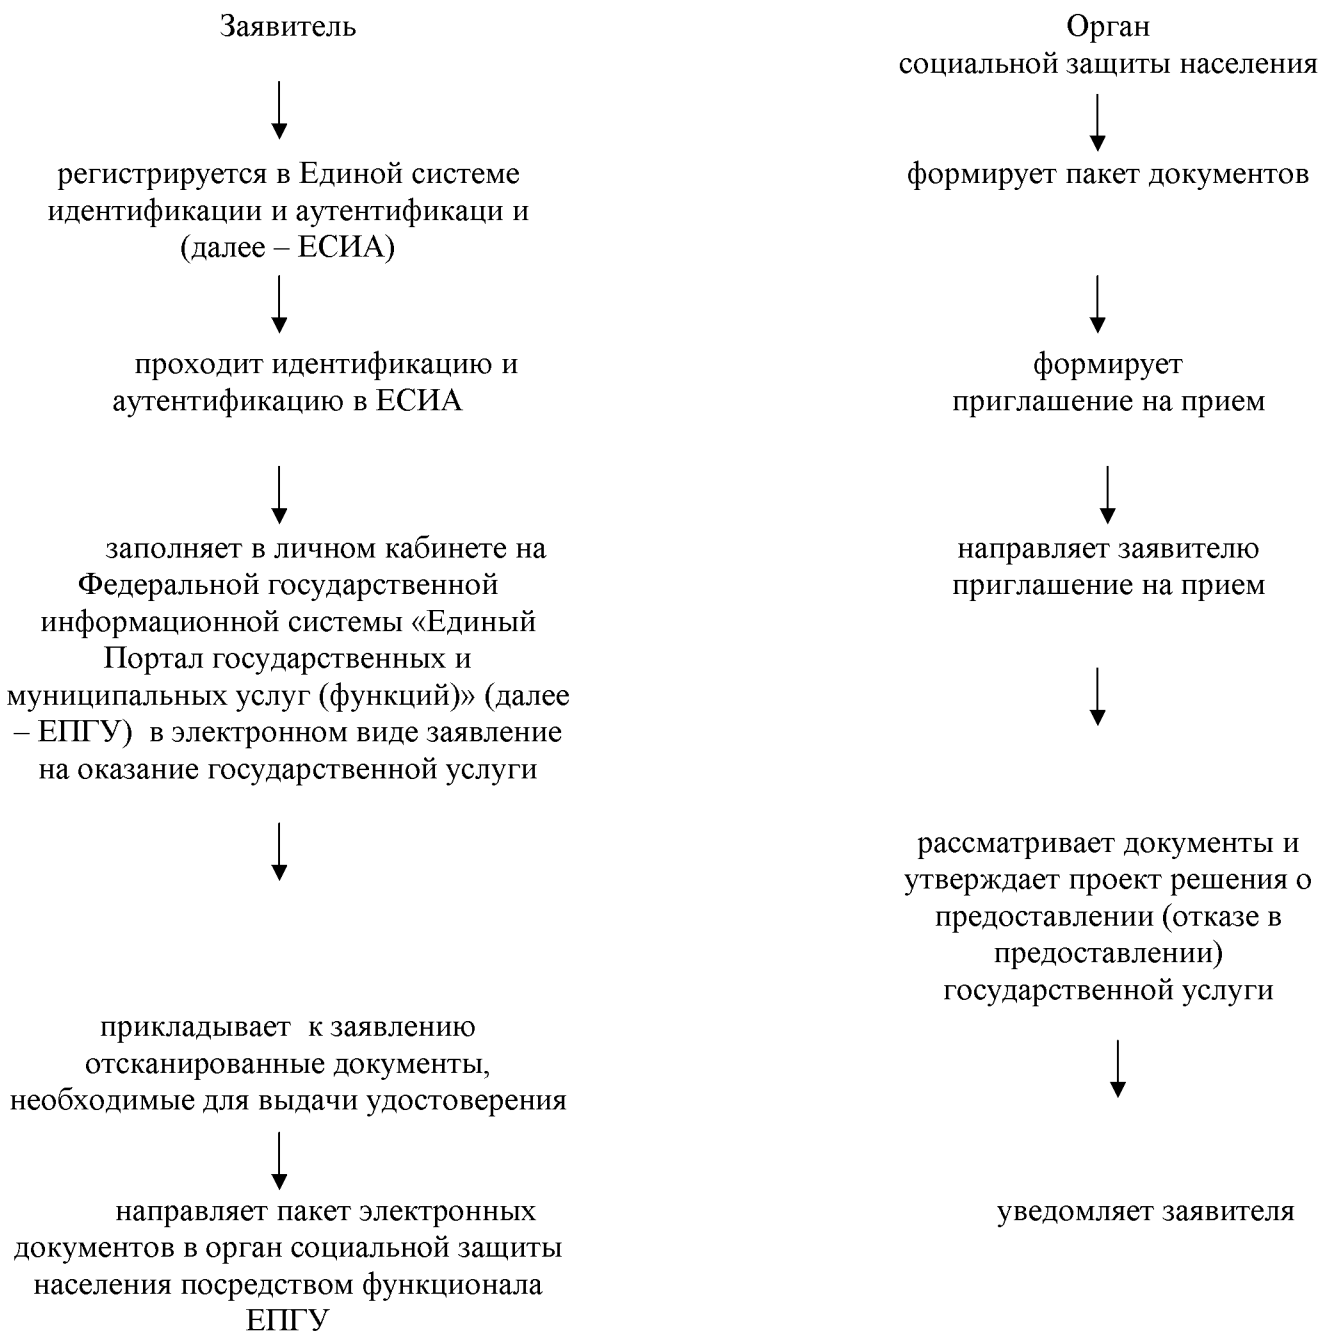 Заявитель
регистрируется в Единой системе
идентификации и аутентификаци и
(далее – ЕСИА)
проходит идентификацию и
аутентификацию в ЕСИА
заполняет в личном кабинете на
Федеральной государственной
информационной системы «Единый
Портал государственных и
муниципальных услуг (функций)» (далее
– ЕПГУ)  в электронном виде заявление
на оказание государственной услуги
прикладывает  к заявлению
отсканированные документы,
необходимые для выдачи удостоверения
направляет пакет электронных
документов в орган социальной защиты
населения посредством функционала
ЕПГУ
Орган
социальной защиты населения
формирует пакет документов
формирует
приглашение на прием
направляет заявителю
приглашение на прием
рассматривает документы и
утверждает проект решения о
предоставлении (отказе в
предоставлении)
государственной услуги
уведомляет заявителя